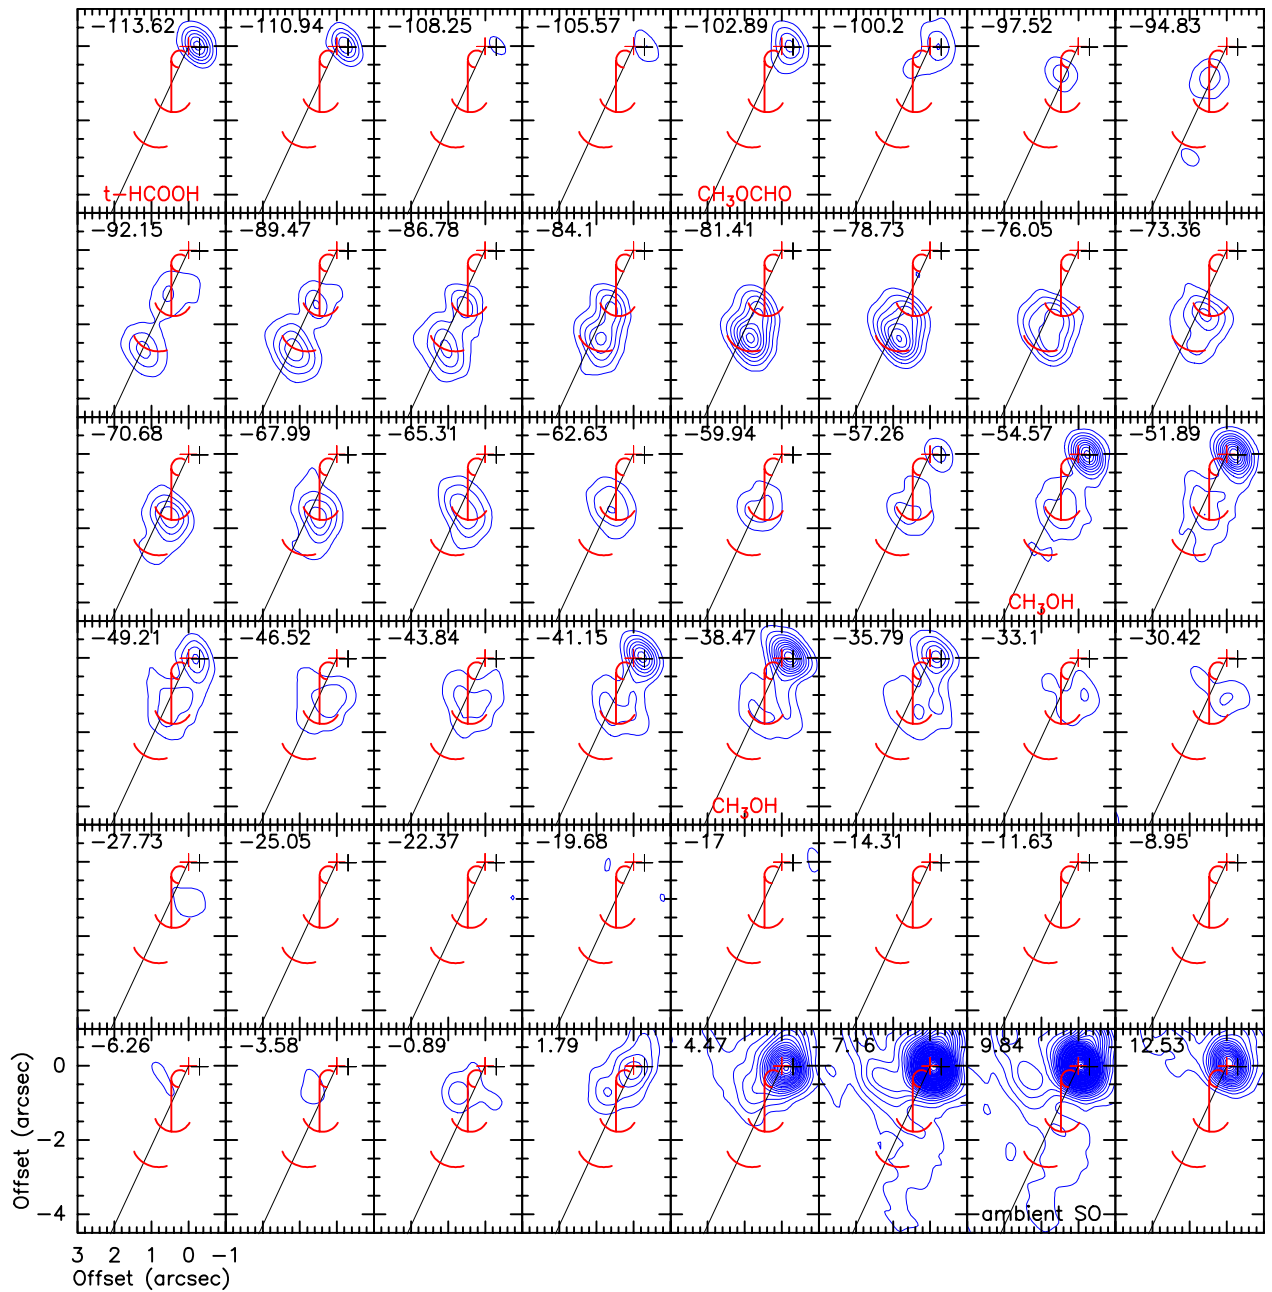 −113.62 −110.94 −108.25 −105.57 −102.89 −100.2 −97.52 −94.83
t−HCOOH CH₃OCHO
−92.15 −89.47 −86.78 −84.1 −81.41 −78.73 −76.05 −73.36
−70.68 −67.99 −65.31 −62.63 −59.94 −57.26 −54.57 −51.89
CH₃OH
−49.21 −46.52 −43.84 −41.15 −38.47 −35.79 −33.1 −30.42
CH₃OH
−27.73 −25.05 −22.37 −19.68 −17 −14.31 −11.63 −8.95
−6.26 −3.58 −0.89 1.79 4.47 7.16 9.84 12.53
0
−2
−4
Offset (arcsec)
ambient SO
3 2 1 0 −1
Offset (arcsec)